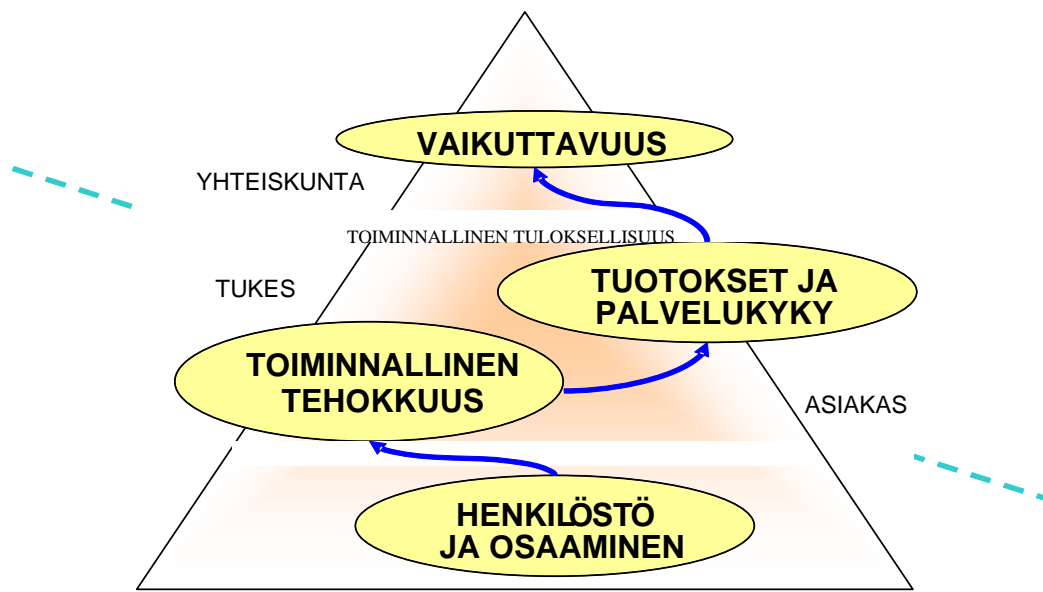 VAIKUTTAVUUS
YHTEISKUNTA
TOIMINNALLINEN TULOKSELLISUUS
TUKES
TUOTOKSET JA
PALVELUKYKY
TOIMINNALLINEN
TEHOKKUUS
ASIAKAS
HENKILÖSTÖ
JA OSAAMINEN